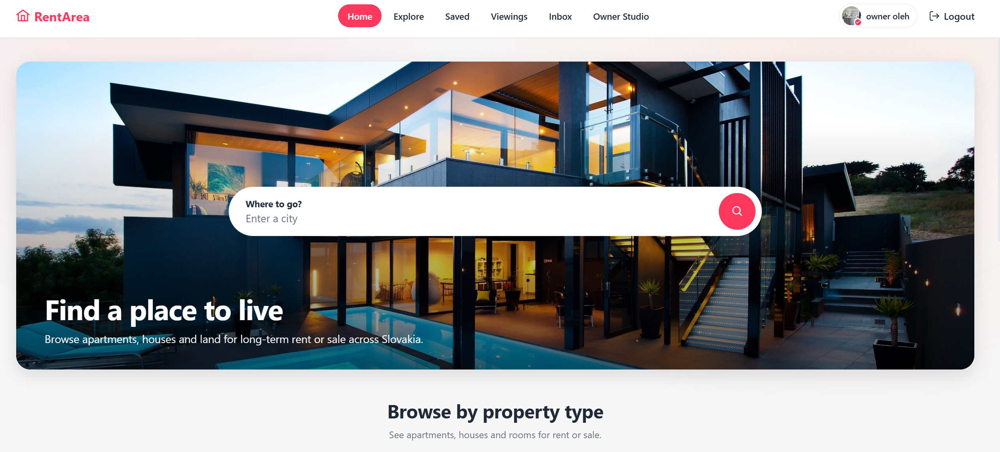 RentArea
Home Explore Saved Viewings Inbox Owner Studio
owner oleh
Logout
Where to go?
Enter a city
Find a place to live
Browse apartments, houses and land for long-term rent or sale across Slovakia.
Browse by property type
See apartments, houses and rooms for rent or sale.